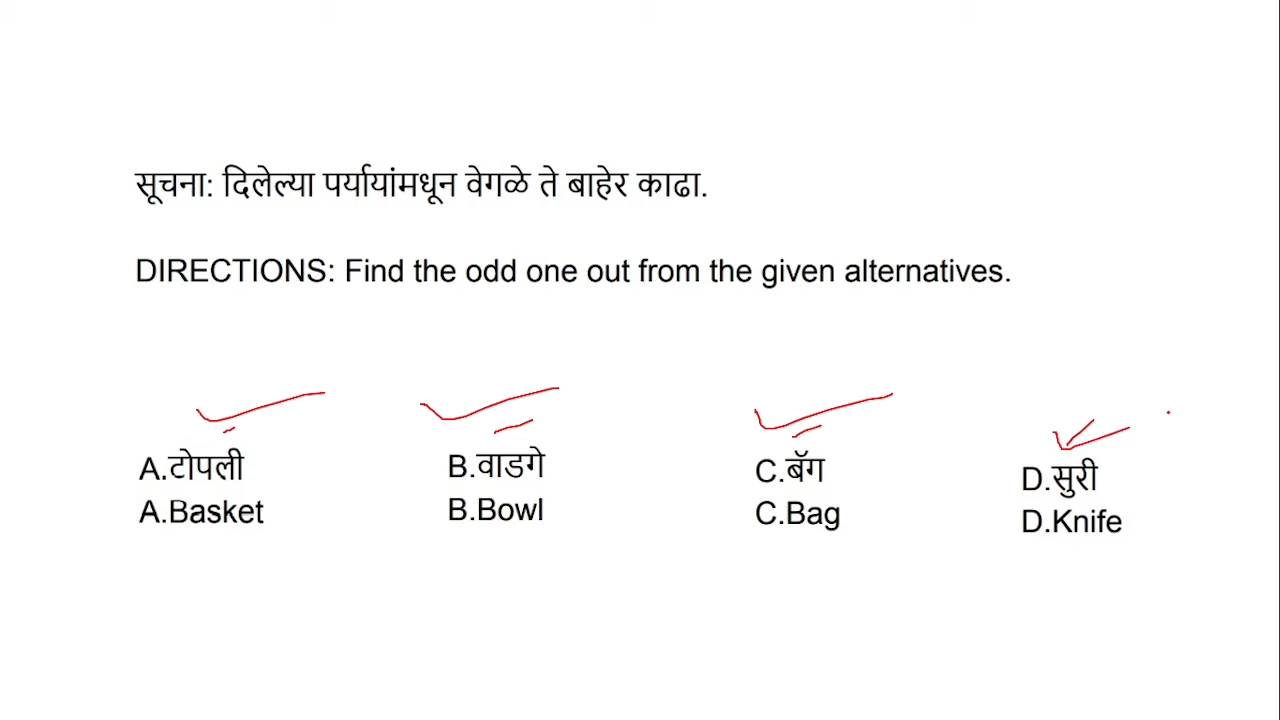 सूचना: दिलेल्या पर्यायांमधून वेगळे ते बाहेर काढा.
DIRECTIONS: Find the odd one out from the given alternatives.
A.टोपली B.वाडगे C.बॅग D.सुरी
A.Basket B.Bowl C.Bag D.Knife